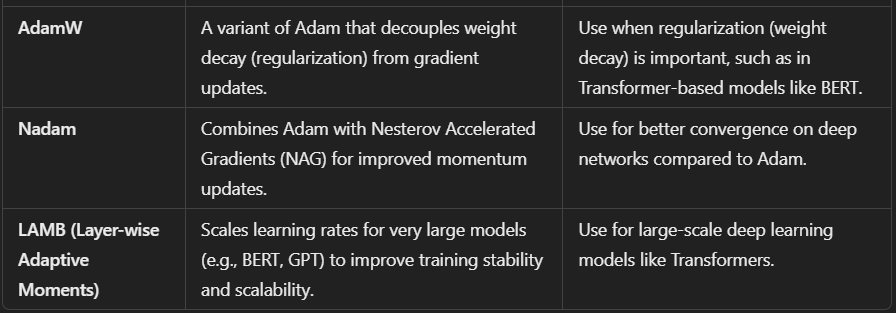 AdamW
A variant of Adam that decouples weight
decay (regularization) from gradient
updates.
Use when regularization (weight
decay) is important, such as in
Transformer-based models like BERT.
Nadam
Combines Adam with Nesterov Accelerated
Gradients (NAG) for improved momentum
updates.
Use for better convergence on deep
networks compared to Adam.
LAMB (Layer-wise
Adaptive
Moments)
Scales learning rates for very large models
(e.g., BERT, GPT) to improve training stability
and scalability.
Use for large-scale deep learning
models like Transformers.